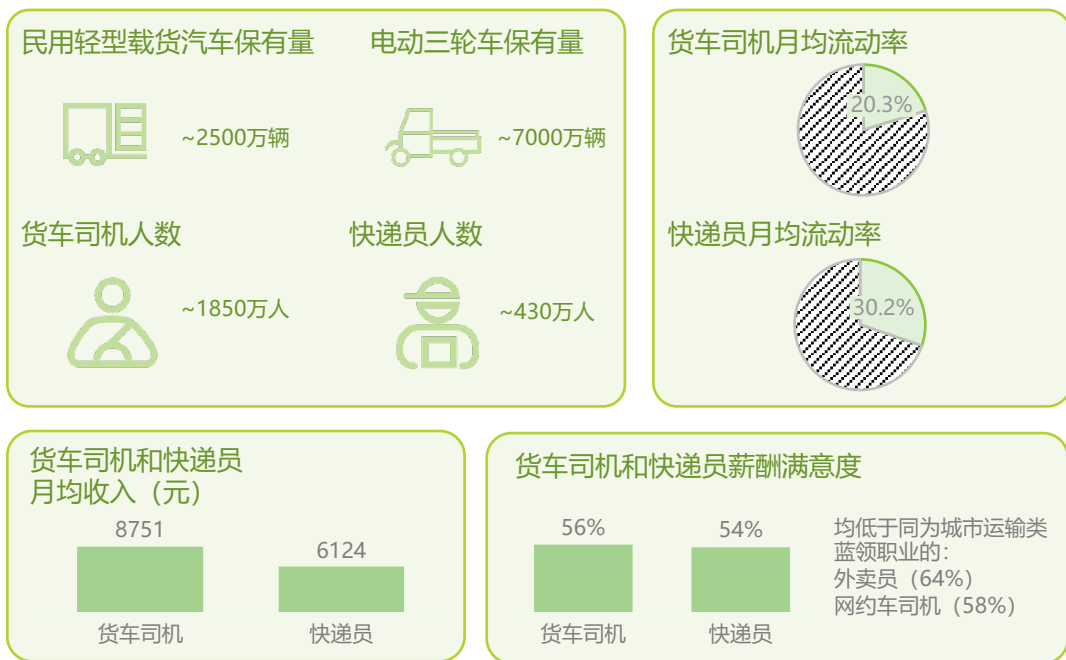 民用轻型载货汽车保有量
~2500万辆
电动三轮车保有量
~7000万辆
货车司机人数
~1850万人
快递员人数
~430万人
货车司机月均流动率
20.3%
快递员月均流动率
30.2%
货车司机和快递员
月均收入（元）
8751
6124
货车司机
快递员
货车司机和快递员薪酬满意度
56%
54%
货车司机
快递员
均低于同为城市运输类
蓝领职业的：
外卖员（64%）
网约车司机（58%）